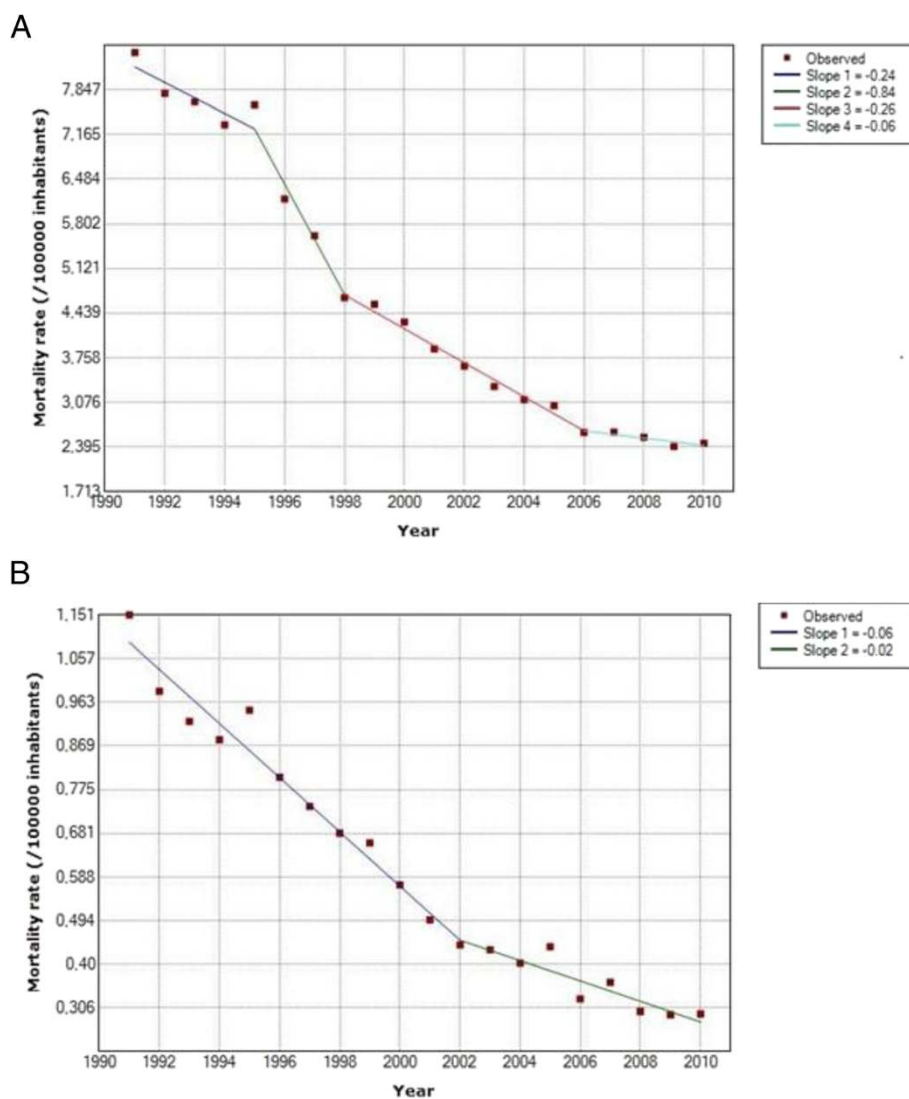 A
Mortality rate (/100000 inhabitants)
7.847
7.165
6.484
5.802
5.121
4.439
3.758
3.076
2.395
1.713
1990 1992 1994 1996 1998 2000 2002 2004 2006 2008 2010
Year
Observed
Slope 1 = -0.24
Slope 2 = -0.84
Slope 3 = -0.26
Slope 4 = -0.06
B
Mortality rate (/100000 inhabitants)
1.151
1.057
0.963
0.869
0.775
0.681
0.588
0.494
0.40
0.306
1990 1992 1994 1996 1998 2000 2002 2004 2006 2008 2010
Year
Observed
Slope 1 = -0.06
Slope 2 = -0.02